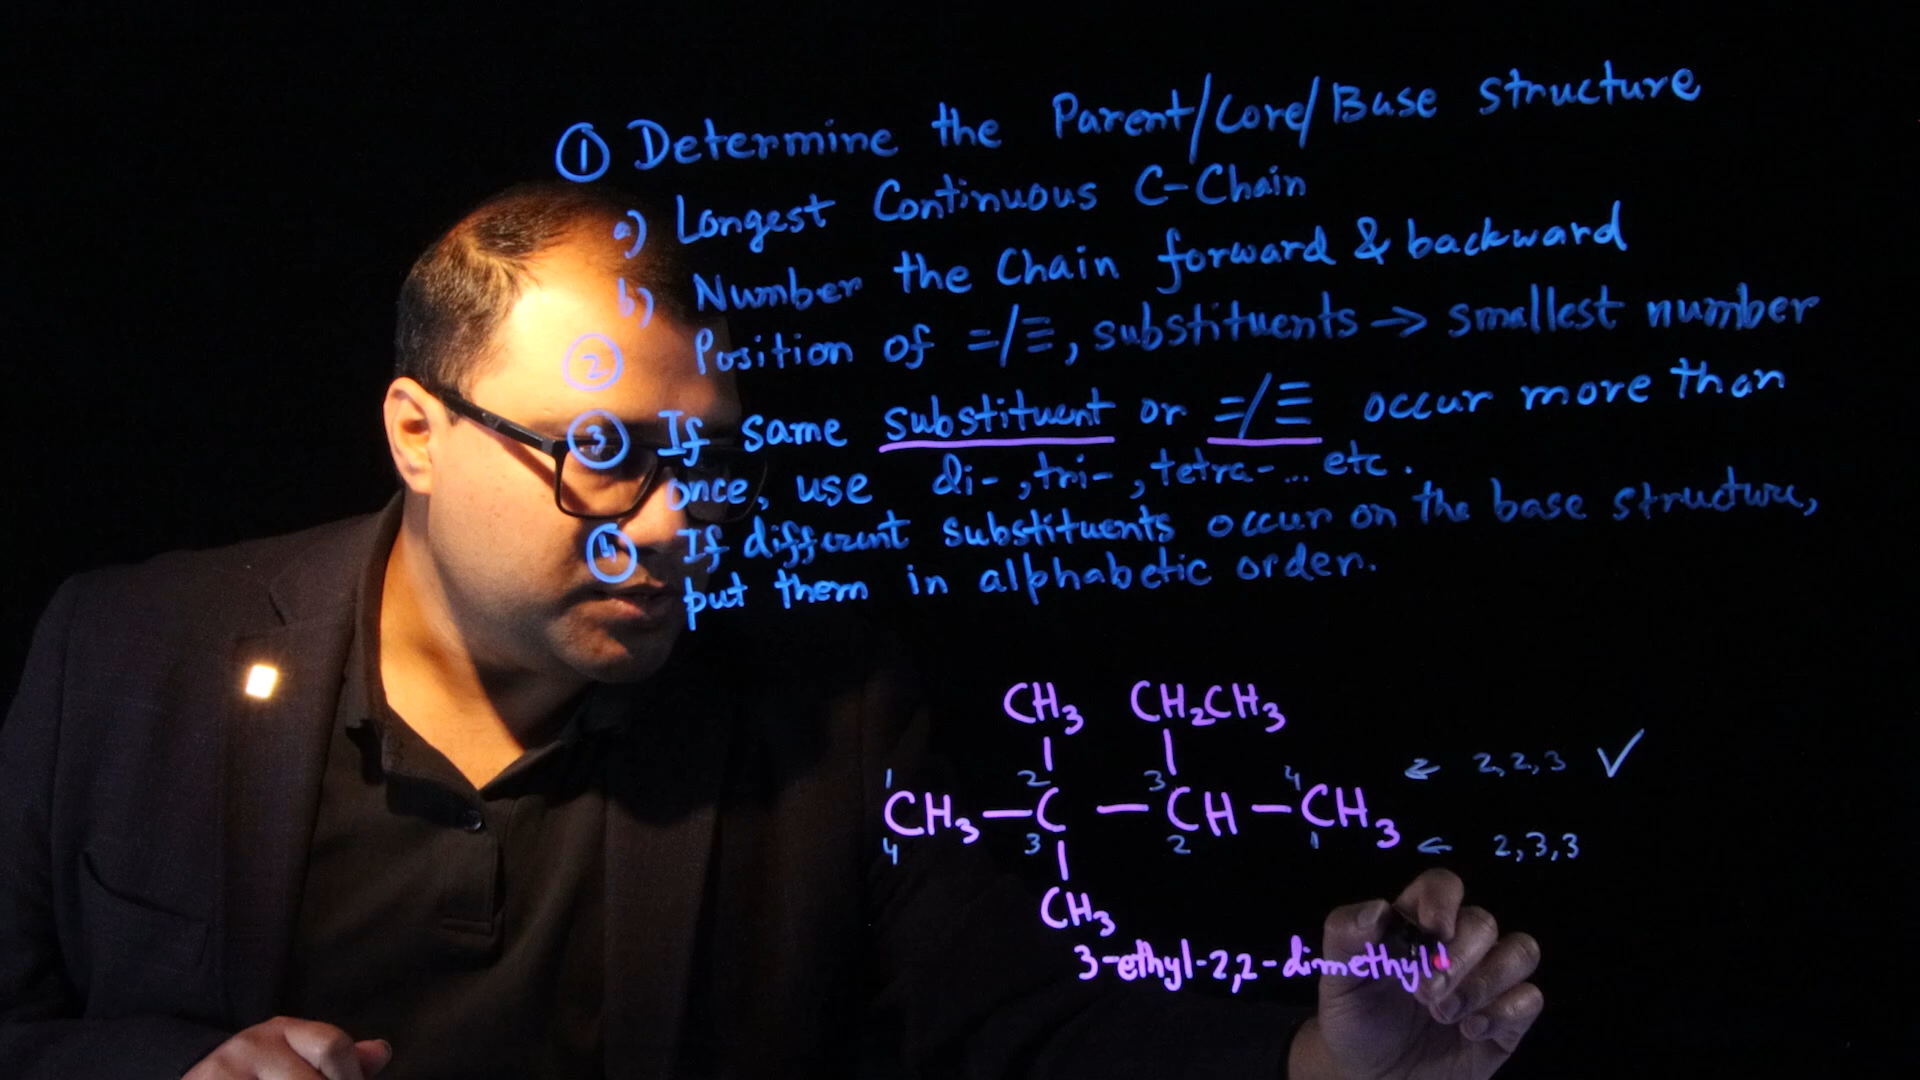 ① Determine the Parent/Core/Base structure
a) Longest Continuous C-Chain
b) Number the Chain forward & backward
② Position of =/≡, substituents → smallest number
③ If same substituent or =/≡ occur more than
once, use di-, tri-, tetra-... etc.
④ If different substituents occur on the base structure,
put them in alphabetic order.
CH₃ CH₂CH₃
1 2 3 4 ← 2,2,3 ✓
CH₃—C—CH—CH₃
4 3 2 1 ← 2,3,3
CH₃
3-ethyl-2,2-dimethyl